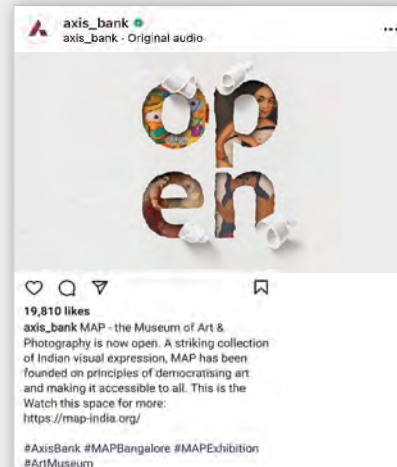 axis_bank
axis_bank · Original audio
op
en
19,810 likes
axis_bank MAP - the Museum of Art &
Photography is now open. A striking collection
of Indian visual expression, MAP has been
founded on principles of democratising art
and making it accessible to all. This is the
Watch this space for more:
https://map-india.org/
#AxisBank #MAPBangalore #MAPExhibition
#ArtMuseum